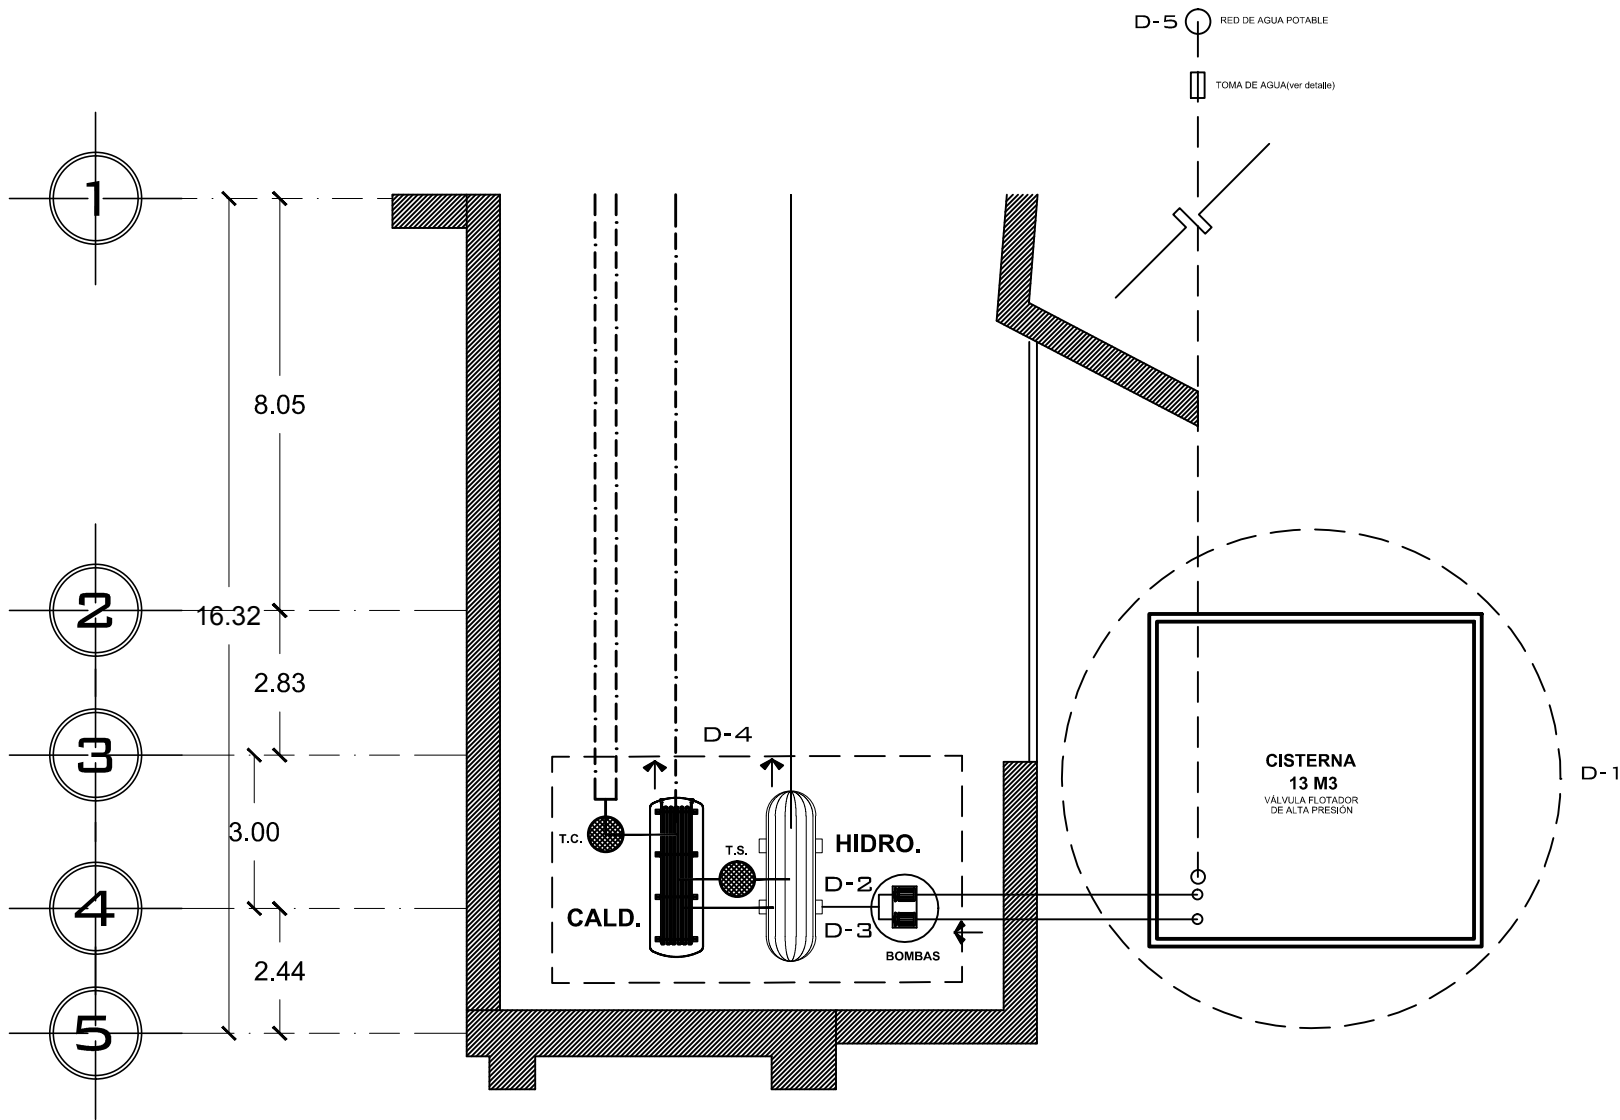 D-5
RED DE AGUA POTABLE
TOMA DE AGUA(ver detalle)
1
8.05
2
16.32
2.83
3
D-4
CISTERNA
13 M3
VÁLVULA FLOTADOR
DE ALTA PRESIÓN
D-1
3.00
T.C.
T.S.
HIDRO.
D-2
4
CALD.
D-3
BOMBAS
2.44
5